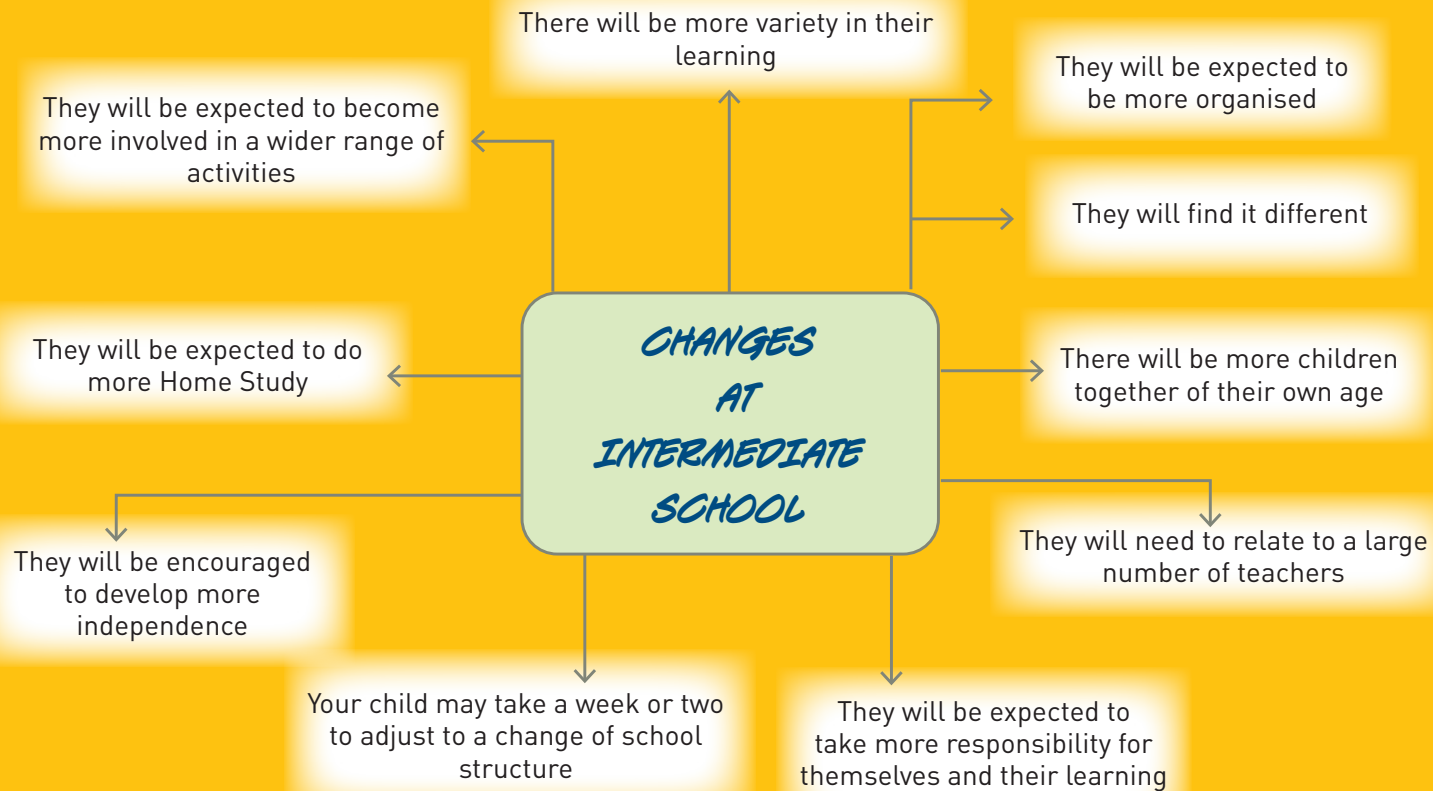 There will be more variety in their
learning
They will be expected to
be more organised
They will be expected to become
more involved in a wider range of
activities
They will find it different
CHANGES
AT
INTERMEDIATE
SCHOOL
They will be expected to do
more Home Study
There will be more children
together of their own age
They will be encouraged
to develop more
independence
They will need to relate to a large
number of teachers
Your child may take a week or two
to adjust to a change of school
structure
They will be expected to
take more responsibility for
themselves and their learning